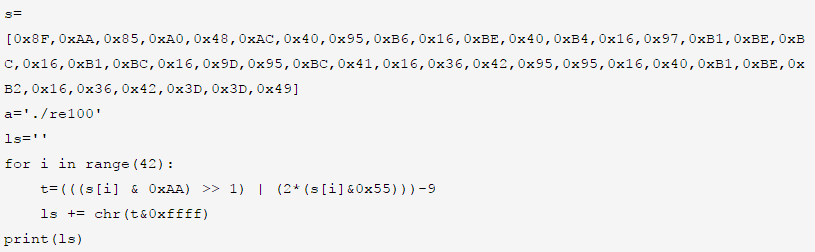 s=
[0x8F,0xAA,0x85,0xA0,0x48,0xAC,0x40,0x95,0xB6,0x16,0xBE,0x40,0xB4,0x16,0x97,0xB1,0xBE,0xB
C,0x16,0xB1,0xBC,0x16,0x9D,0x95,0xBC,0x41,0x16,0x36,0x42,0x95,0x95,0x16,0x40,0xB1,0xBE,0x
B2,0x16,0x36,0x42,0x3D,0x3D,0x49]
a='./re100'
ls=''
for i in range(42):
    t=(((s[i] & 0xAA) >> 1) | (2*(s[i]&0x55)))-9
    ls += chr(t&0xffff)
print(ls)